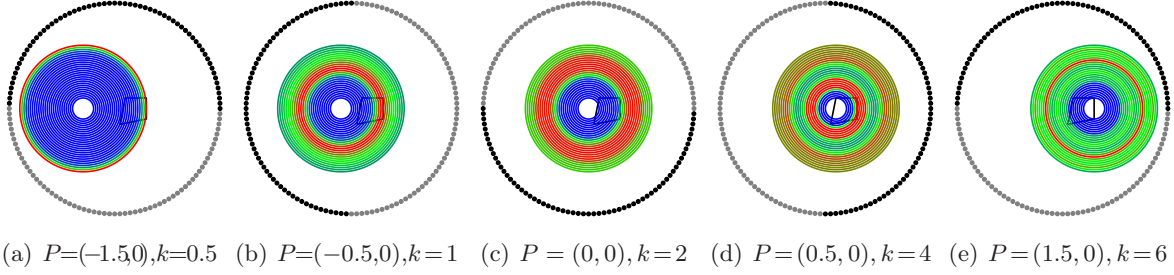 (a) P=(−1.5,0),k=0.5 (b) P=(−0.5,0),k=1 (c) P = (0,0),k=2 (d) P=(0.5, 0),k=4 (e) P=(1.5, 0),k=6